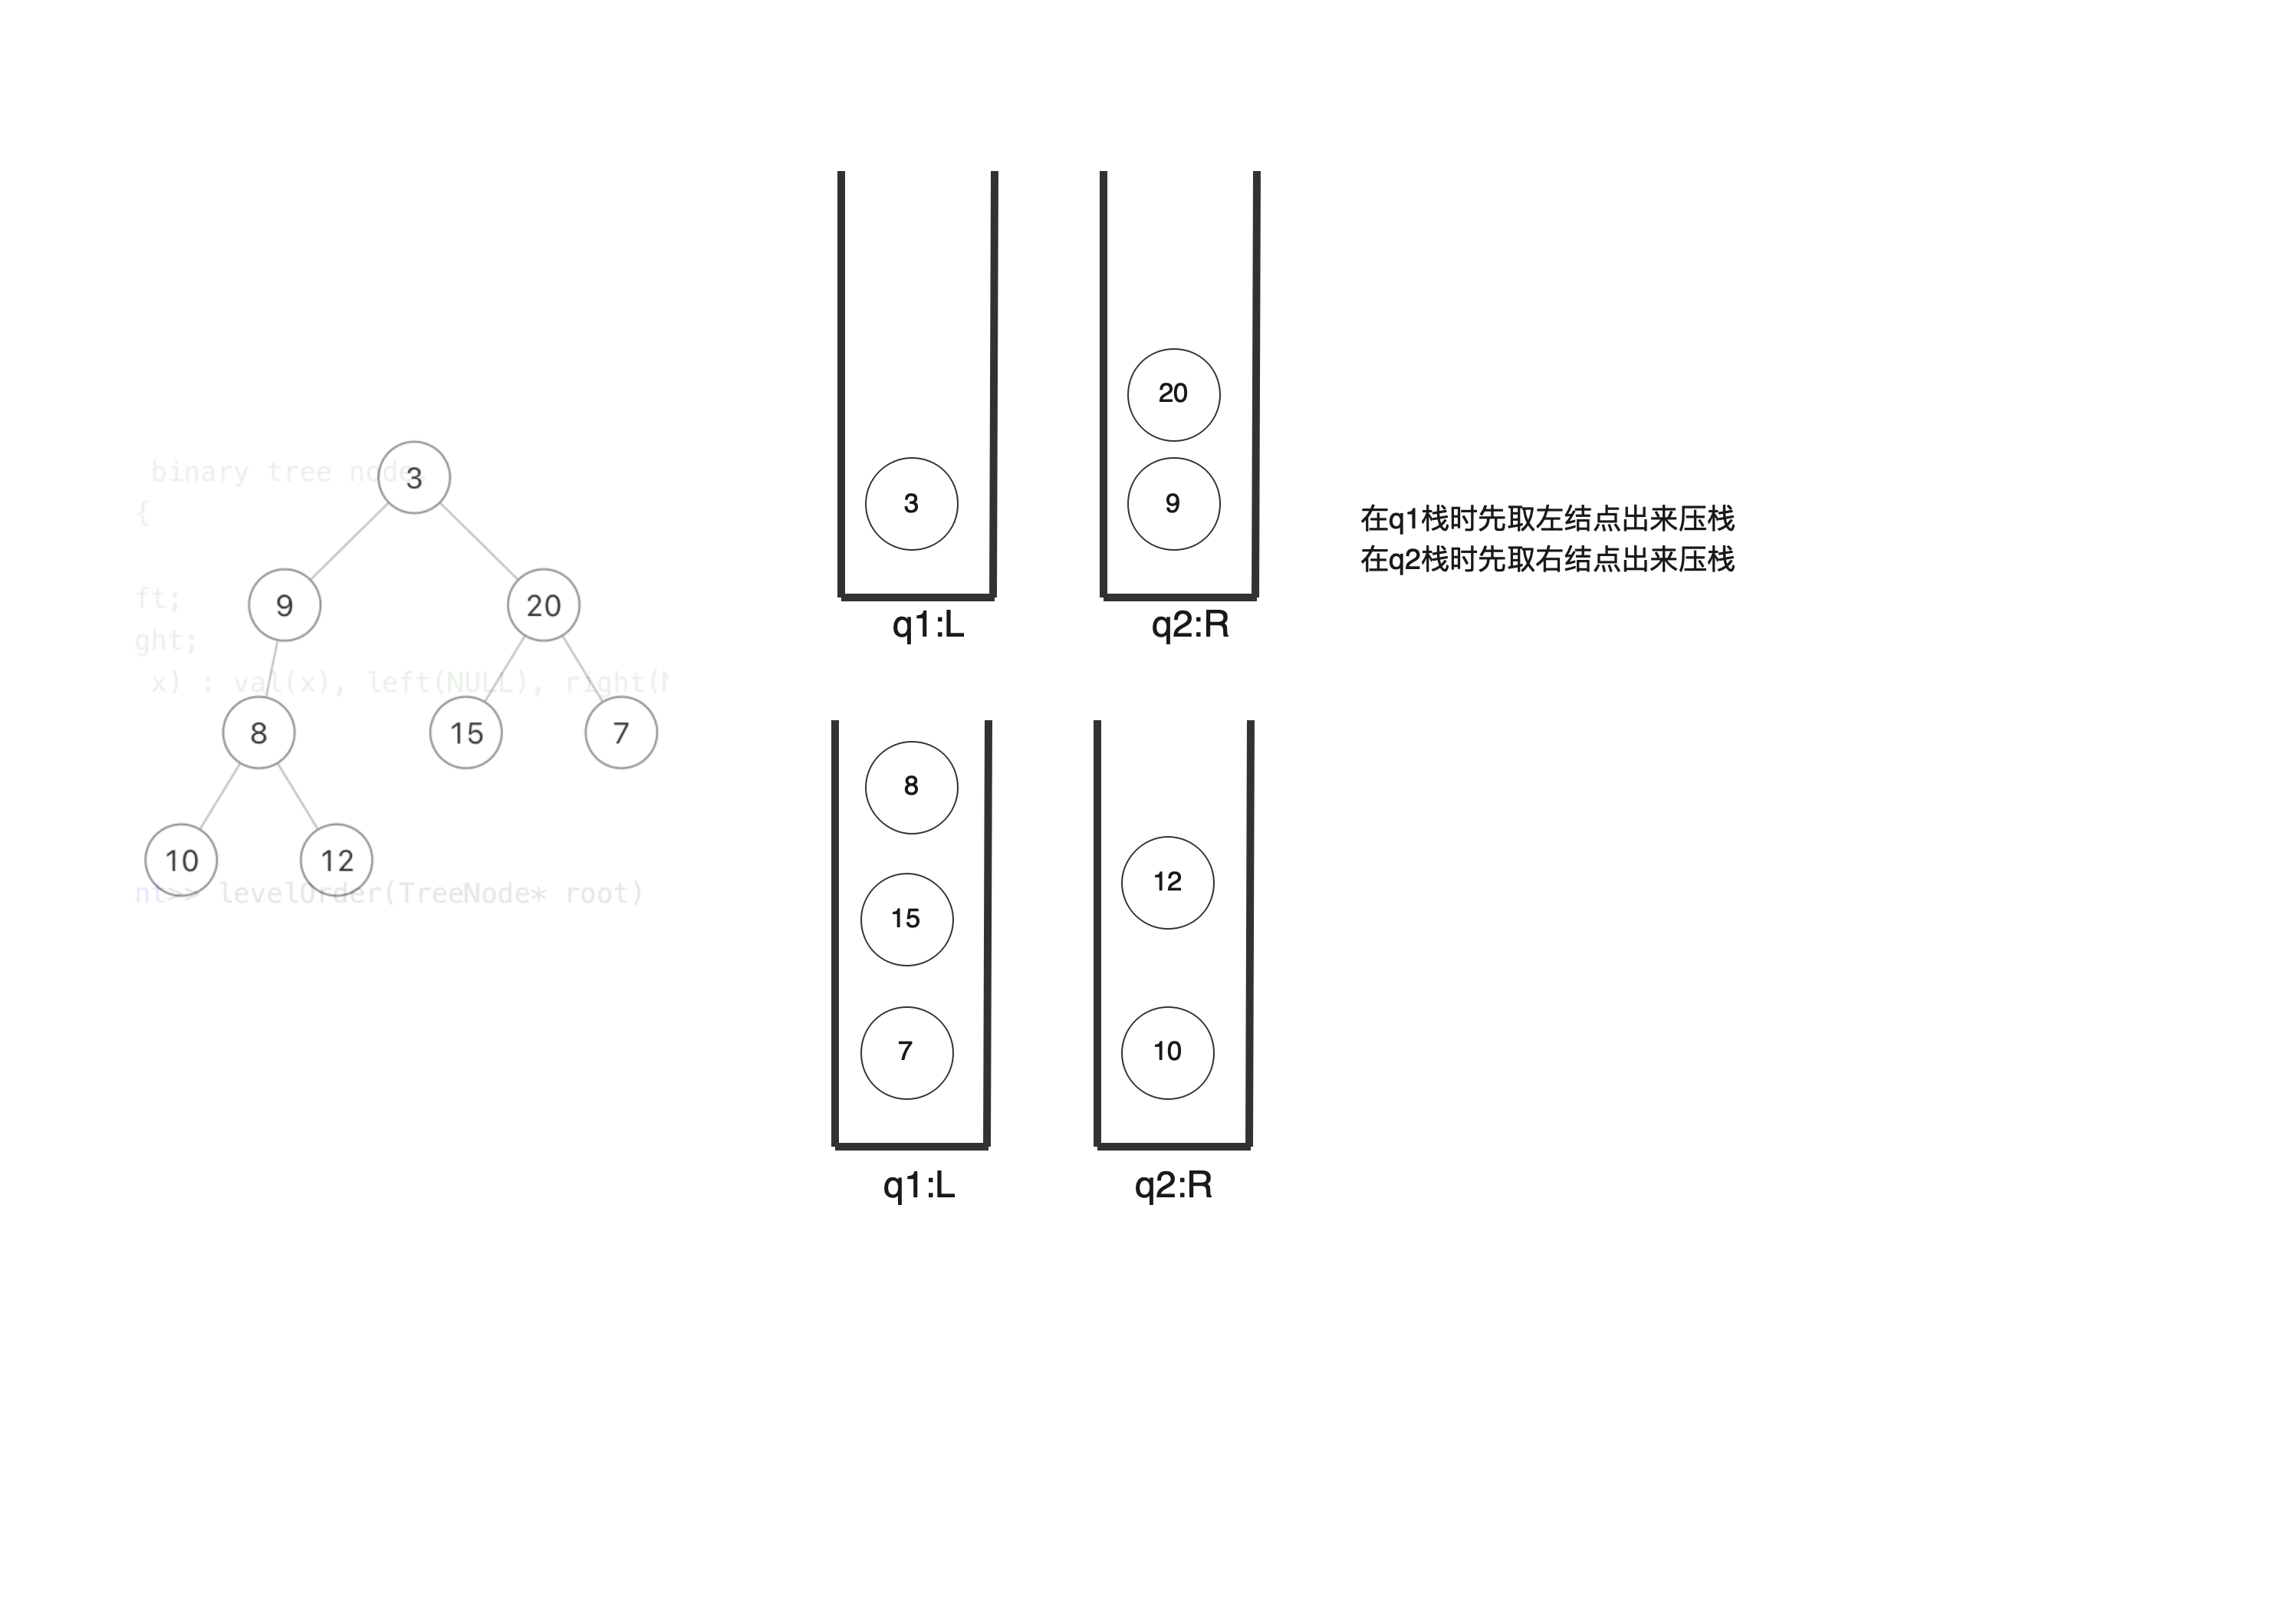 binary tree node
3
{
9
20
ft;
ght;
x) : val(x), left(NULL), right(N
8
15
7
10
12
nt>> levelOrder(TreeNode* root)
3
20
9
q1:L
q2:R
在q1栈时先取左结点出来压栈
在q2栈时先取右结点出来压栈
8
15
7
12
10
q1:L
q2:R